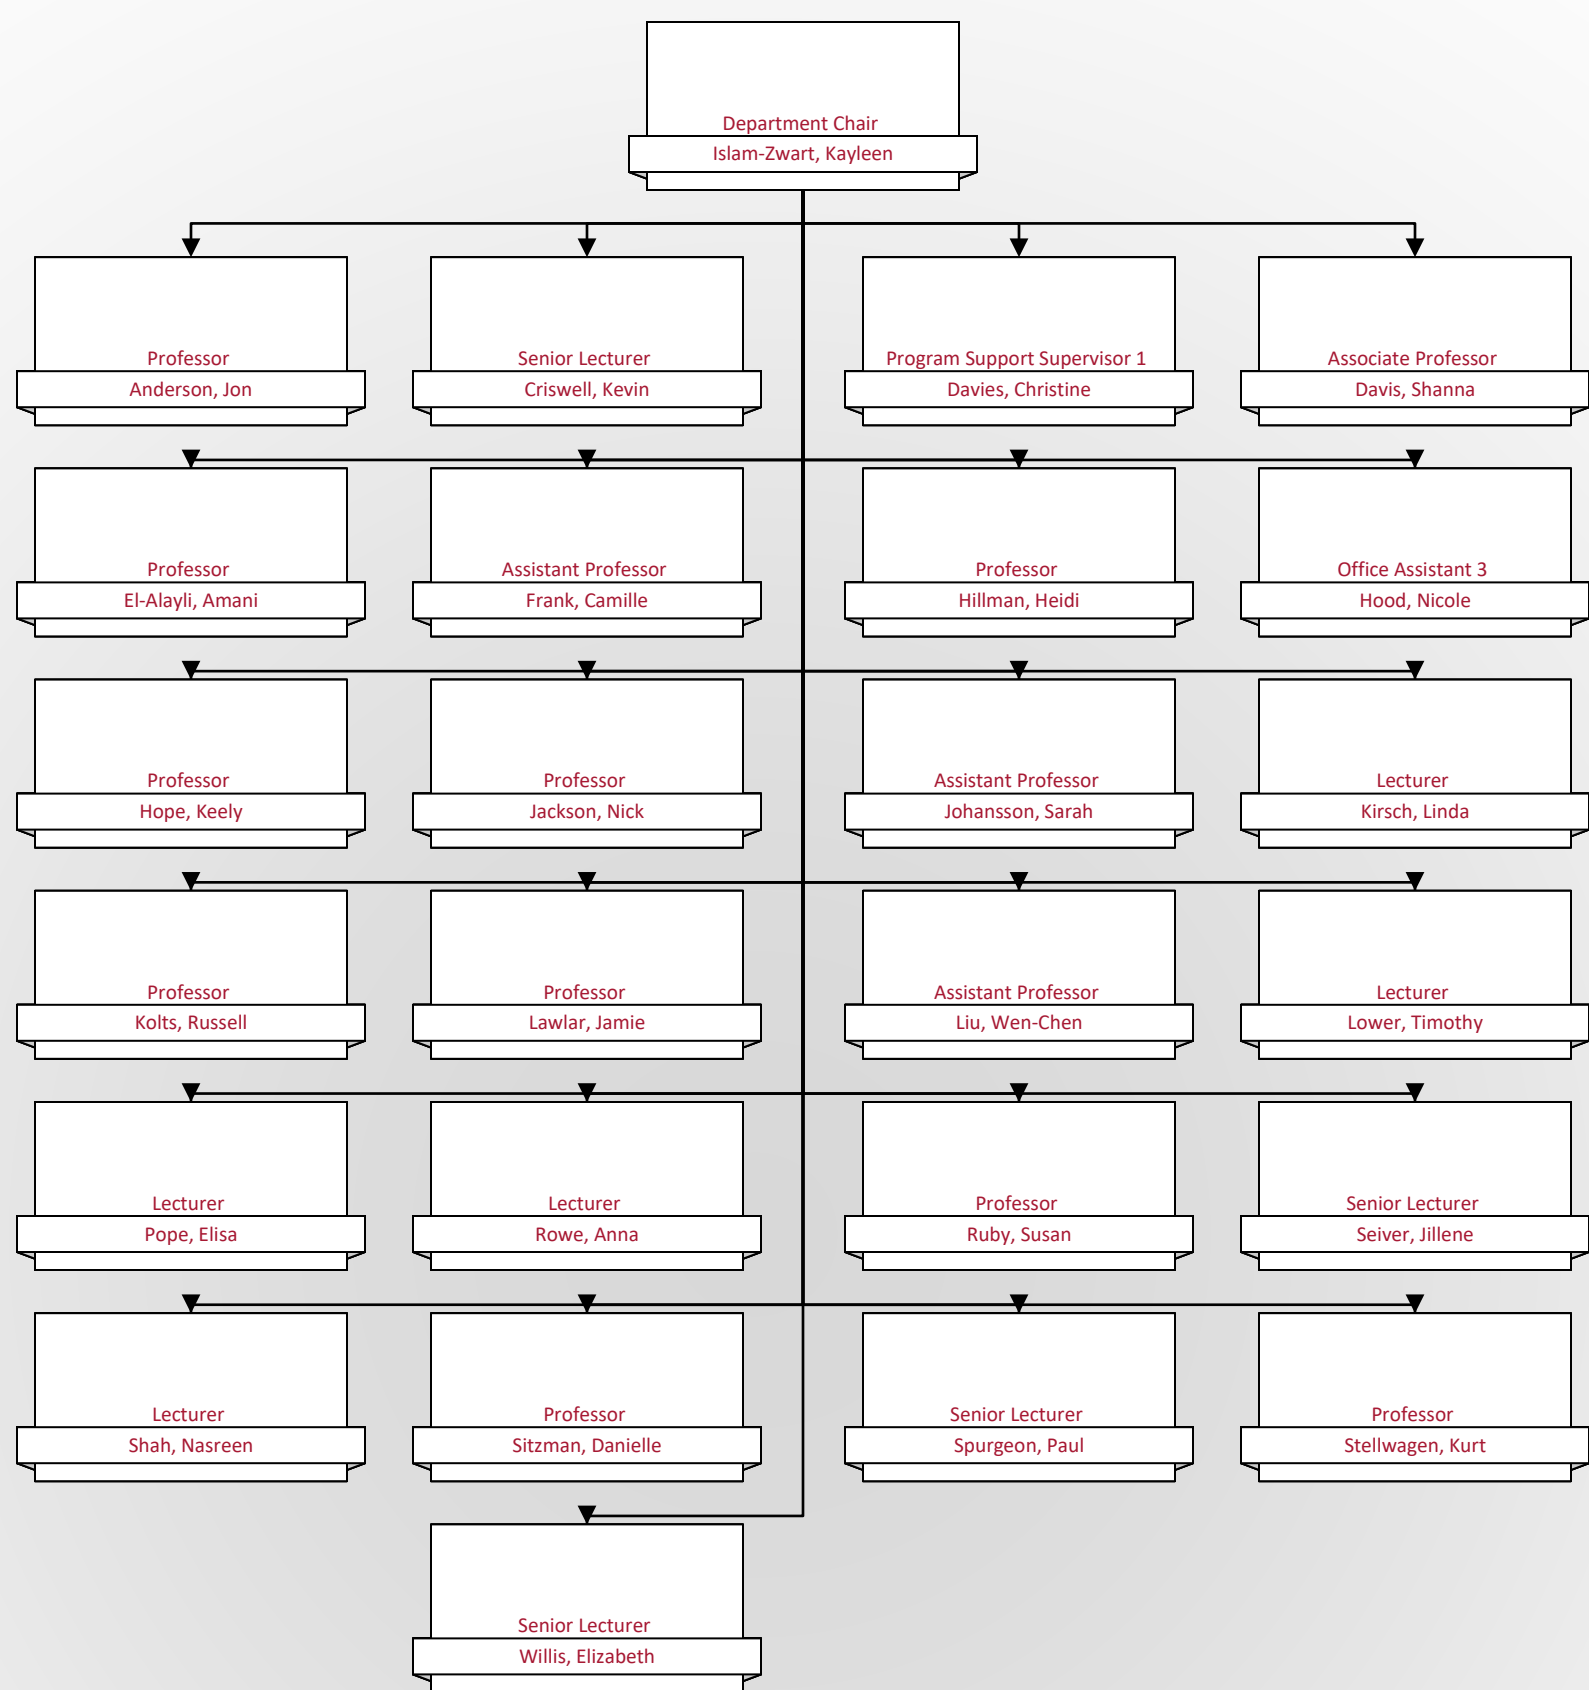 Department Chair
Islam-Zwart, Kayleen
Professor
Anderson, Jon
Senior Lecturer
Criswell, Kevin
Program Support Supervisor 1
Davies, Christine
Associate Professor
Davis, Shanna
Professor
El-Alayli, Amani
Assistant Professor
Frank, Camille
Professor
Hillman, Heidi
Office Assistant 3
Hood, Nicole
Professor
Hope, Keely
Professor
Jackson, Nick
Assistant Professor
Johansson, Sarah
Lecturer
Kirsch, Linda
Professor
Kolts, Russell
Professor
Lawlar, Jamie
Assistant Professor
Liu, Wen-Chen
Lecturer
Lower, Timothy
Lecturer
Pope, Elisa
Lecturer
Rowe, Anna
Professor
Ruby, Susan
Senior Lecturer
Seiver, Jillene
Lecturer
Shah, Nasreen
Professor
Sitzman, Danielle
Senior Lecturer
Spurgeon, Paul
Professor
Stellwagen, Kurt
Senior Lecturer
Willis, Elizabeth